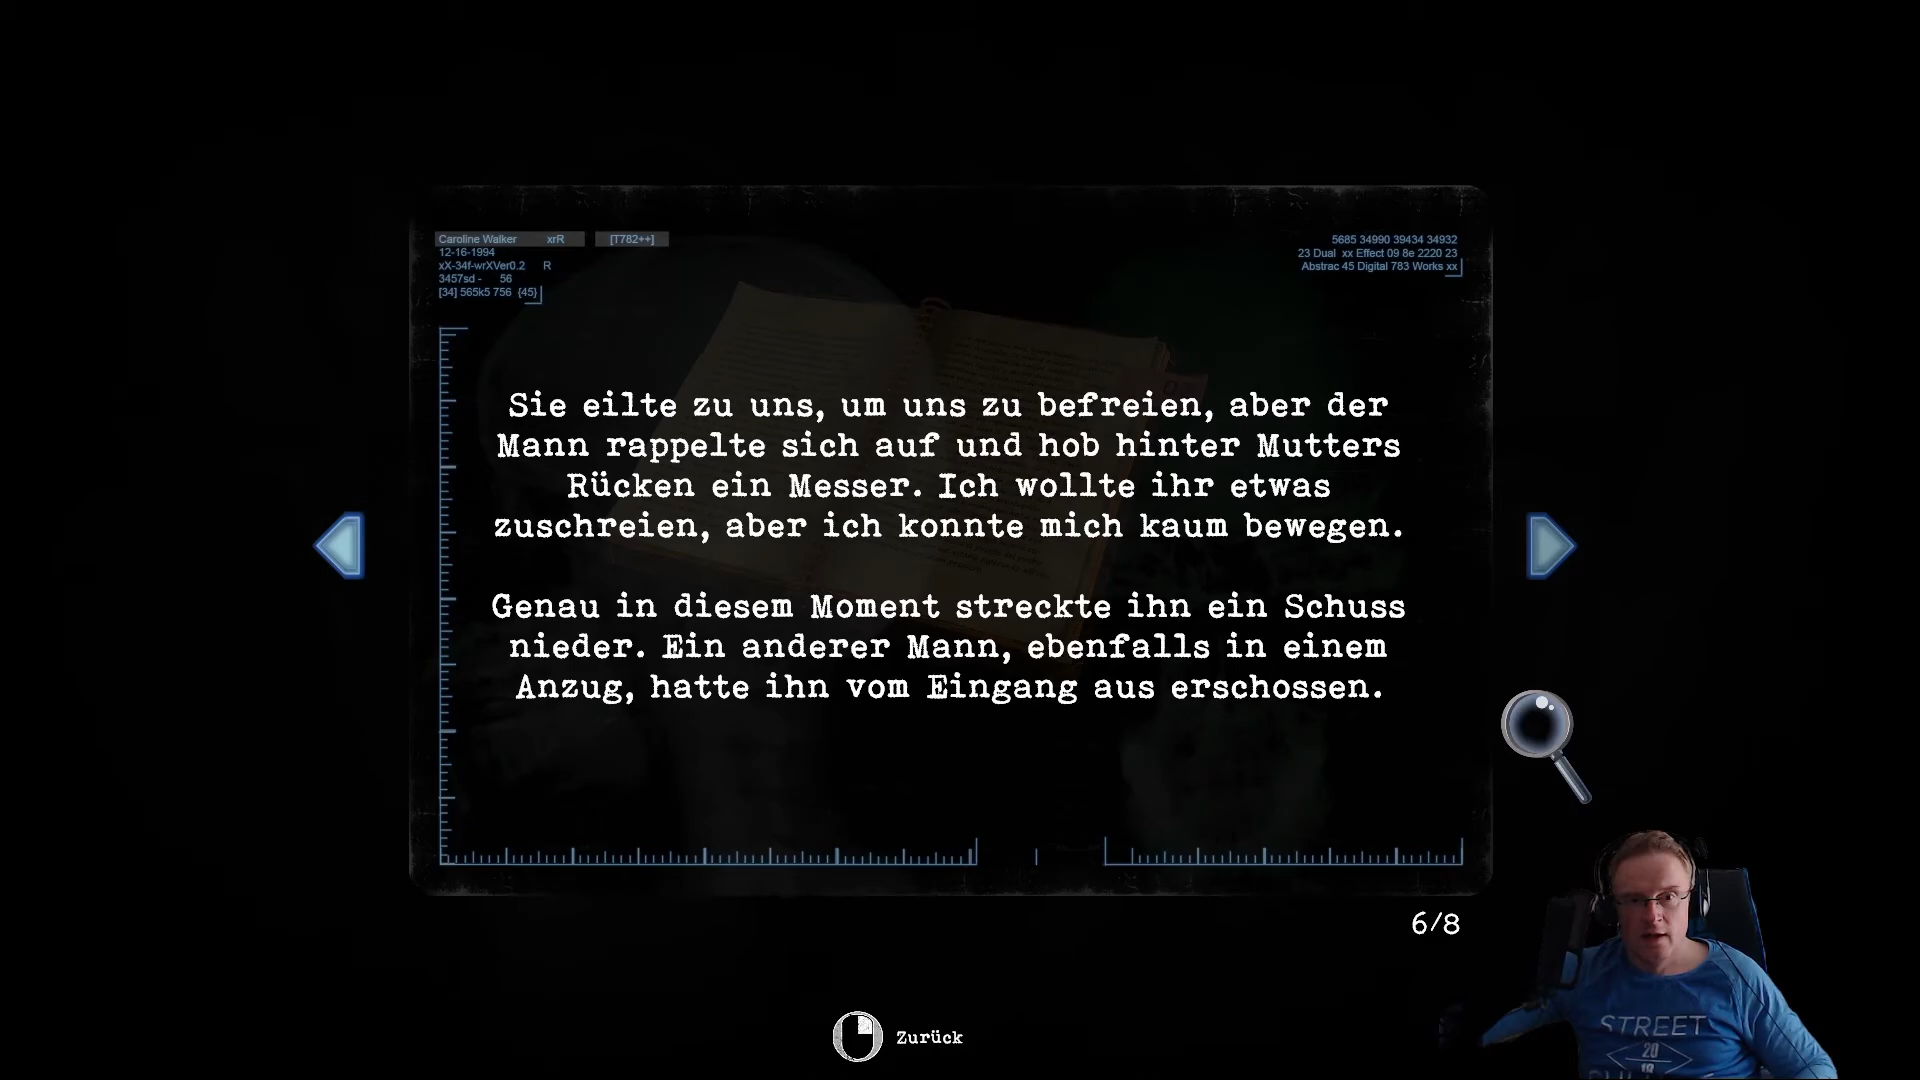 Caroline Walker xrR [T782++]
12-16-1994
xX-34f-wrXVer0.2 R
3457sd - 56
[34] 565k5 756 {45}
5685 34990 39434 34932
23 Dual xx Effect 09 8e 2220 23
Abstrac 45 Digital 783 Works xx
Sie eilte zu uns, um uns zu befreien, aber der
Mann rappelte sich auf und hob hinter Mutters
Rücken ein Messer. Ich wollte ihr etwas
zuschreien, aber ich konnte mich kaum bewegen.
Genau in diesem Moment streckte ihn ein Schuss
nieder. Ein anderer Mann, ebenfalls in einem
Anzug, hatte ihn vom Eingang aus erschossen.
6/8
Zurück
STREET
20
18